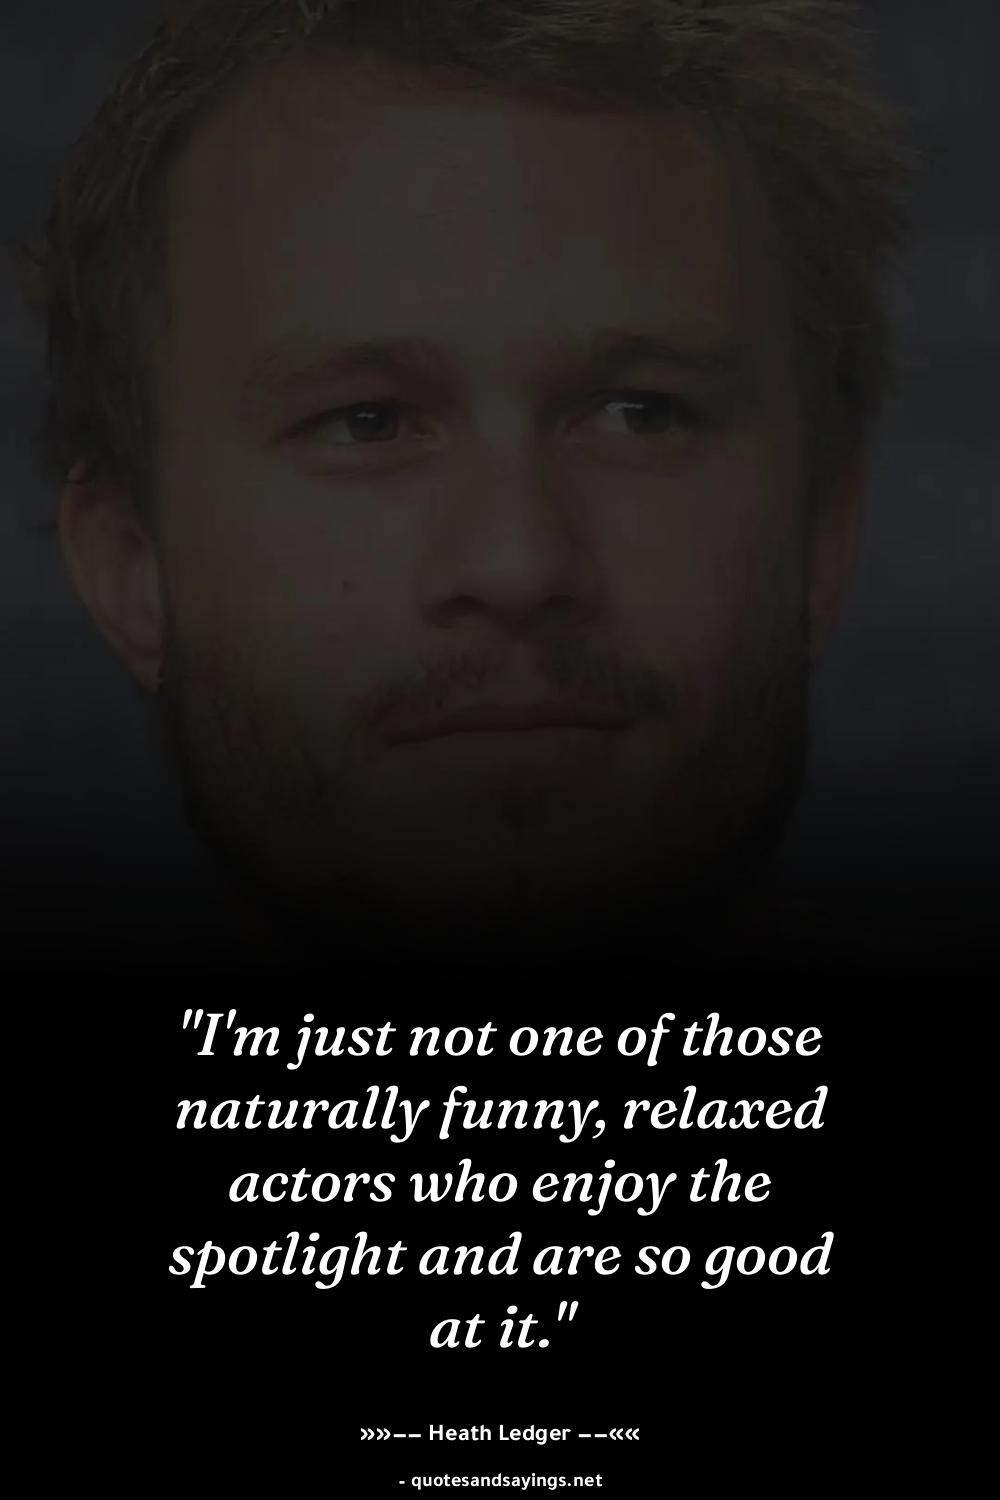 "I'm just not one of those
naturally funny, relaxed
actors who enjoy the
spotlight and are so good
at it."
»»–– Heath Ledger ––««
- quotesandsayings.net